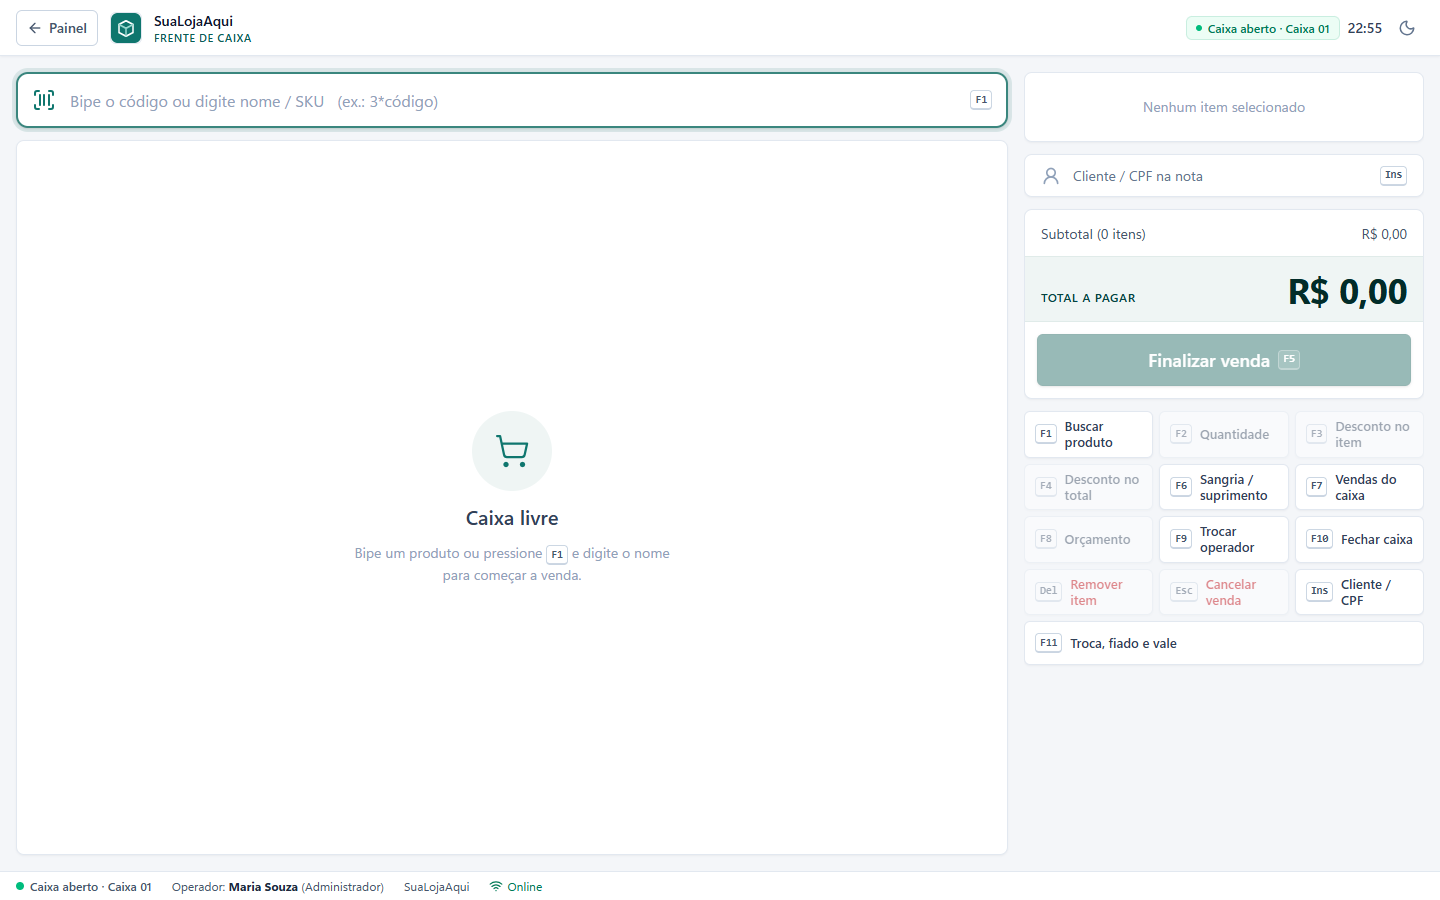 Painel
SuaLojaAqui
FRENTE DE CAIXA
Caixa aberto · Caixa 01
22:55
Bipe o código ou digite nome / SKU (ex.: 3*código)
F1
Nenhum item selecionado
Cliente / CPF na nota
Ins
Subtotal (0 itens)
R$ 0,00
TOTAL A PAGAR
R$ 0,00
Finalizar venda F5
F1 Buscar
produto
F2 Quantidade
F3 Desconto no
item
F4 Desconto no
total
F6 Sangria /
suprimento
F7 Vendas do
caixa
F8 Orçamento
F9 Trocar
operador
F10 Fechar caixa
Del Remover
item
Esc Cancelar
venda
Ins Cliente /
CPF
F11 Troca, fiado e vale
Caixa livre
Bipe um produto ou pressione F1 e digite o nome
para começar a venda.
Caixa aberto · Caixa 01
Operador: Maria Souza (Administrador)
SuaLojaAqui
Online